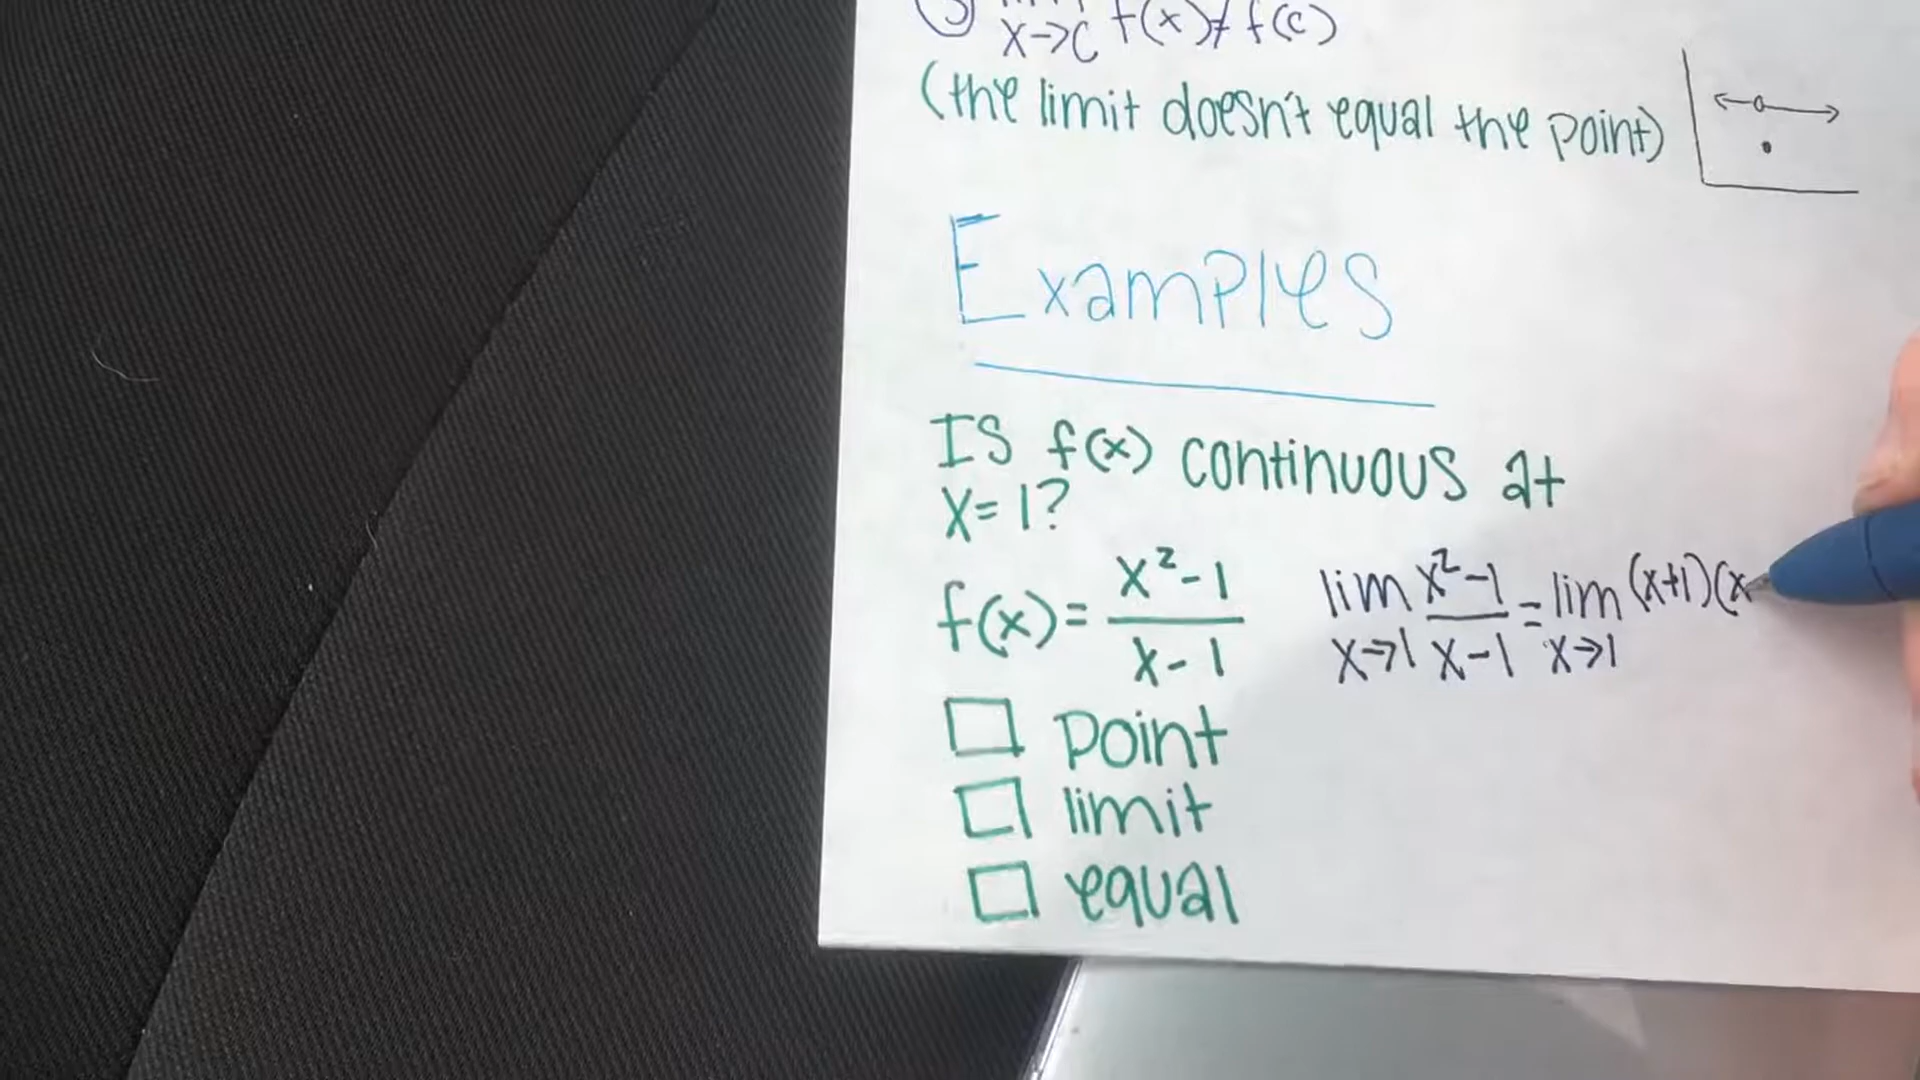 ③
x→c f(x)≠f(c)
(the limit doesn't equal the point)
Examples
Is f(x) continuous at
x=1?
f(x)= x²-1
x-1
lim x²-1 = lim (x+1)(x
x→1 x-1 x→1
□ point
□ limit
□ equal